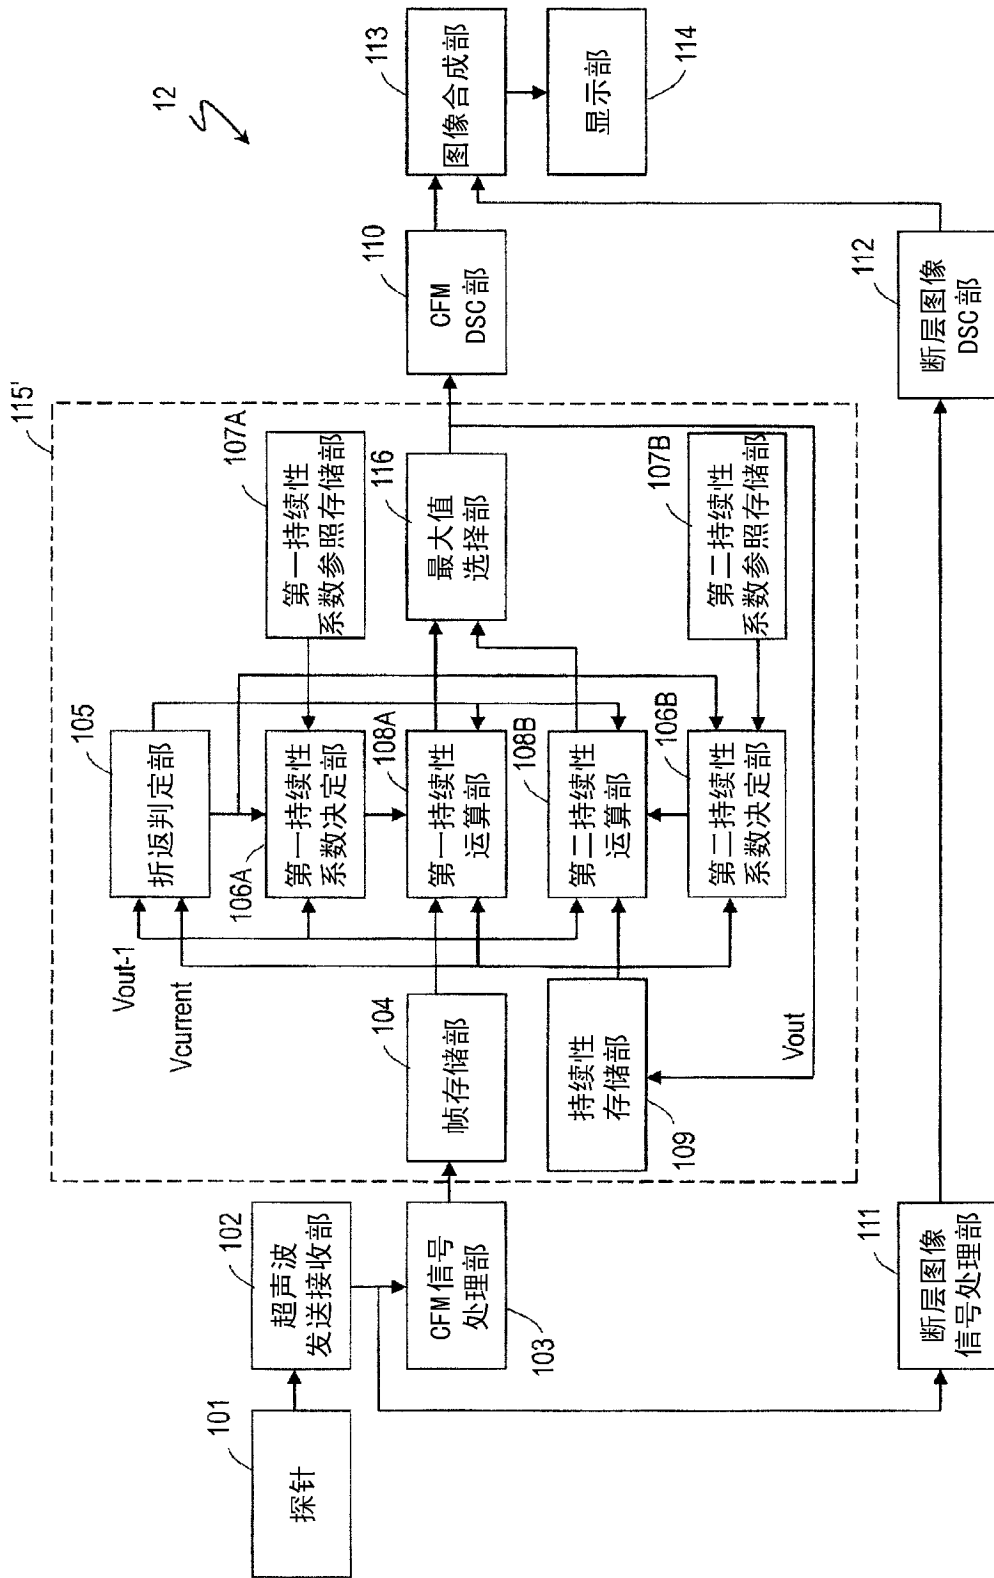 12
115'
101
探针
102
超声波
发送接收部
CFM信号
处理部
103
104
帧存储部
持续性
存储部
109
Vout-1
Vcurrent
Vout
105
折返判定部
106A
第一持续性
系数决定部
107A
第一持续性
系数参照存储部
108A
第一持续性
运算部
108B
第二持续性
运算部
106B
第二持续性
系数决定部
107B
第二持续性
系数参照存储部
116
最大值
选择部
110
CFM
DSC部
113
图像合成部
114
显示部
111
断层图像
信号处理部
112
断层图像
DSC部